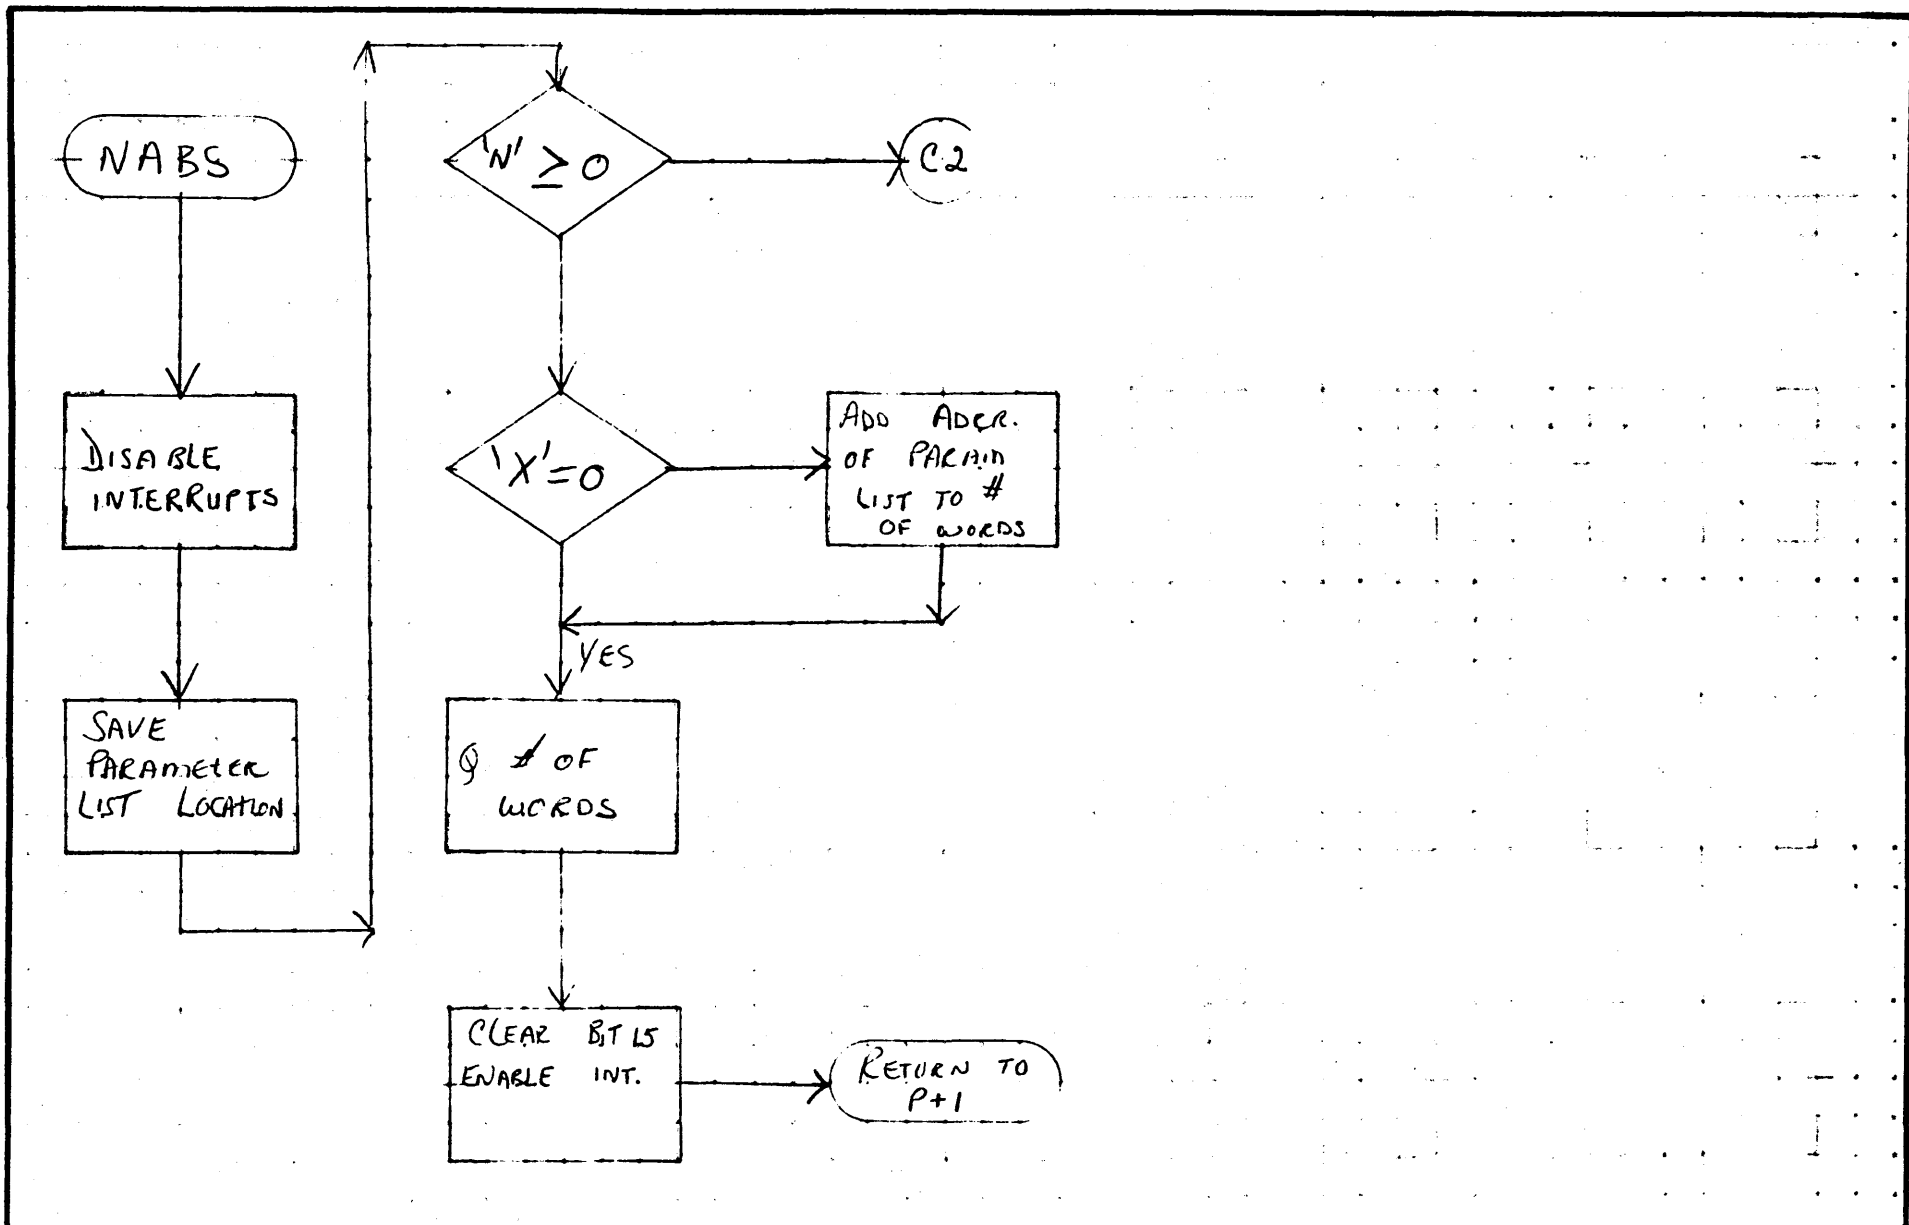 NABS
DISABLE
INTERRUPTS
SAVE
PARAMETER
LIST LOCATION
'N' ≥ 0
C2
'X'=0
ADD ADDR.
OF PARAM
LIST TO #
OF WORDS
YES
Q # OF
WORDS
CLEAR BIT 15
ENABLE INT.
RETURN TO
P+1